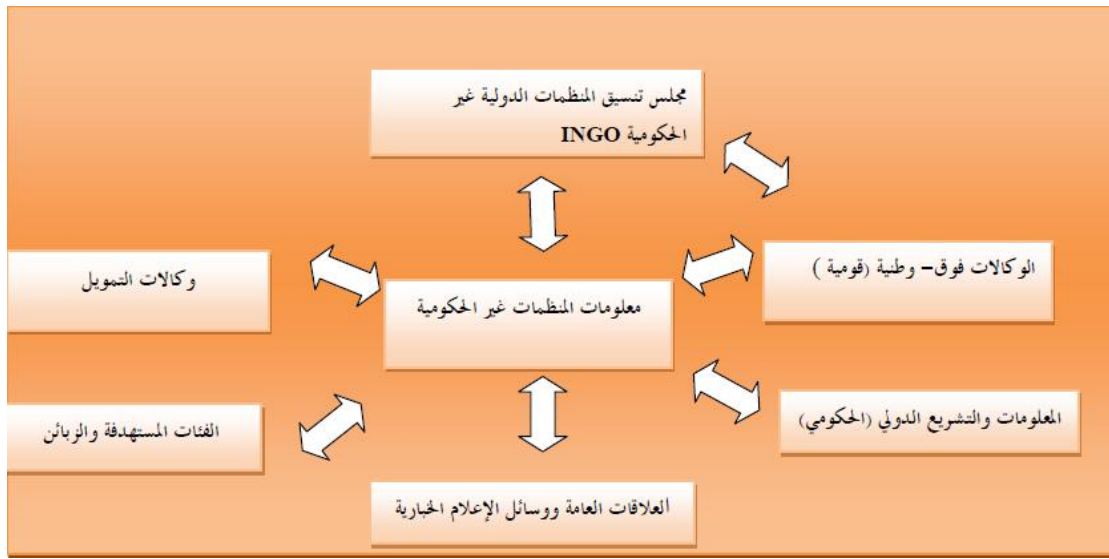 مجلس تنسيق المنظمات الدولية غير
الحكومية INGO
الوكالات فوق– وطنية (قومية )
وكالات التمويل
معلومات المنظمات غير الحكومية
المعلومات والتشريع الدولي (الحكومي)
الفئات المستهدفة والزبائن
العلاقات العامة ووسائل الإعلام الخبارية